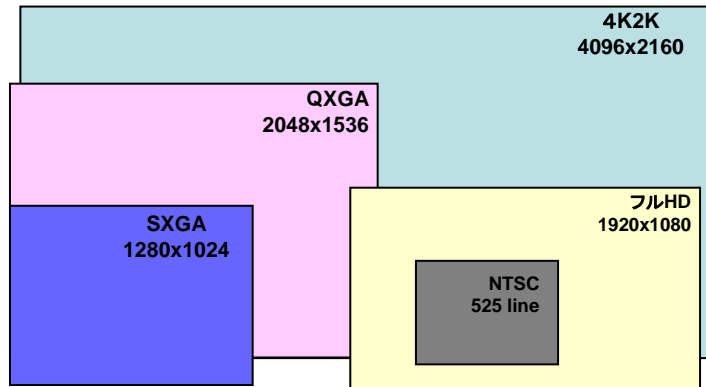 ４K2K
4096x2160
QXGA
2048x1536
SXGA
1280x1024
フルHD
1920x1080
NTSC
525 line